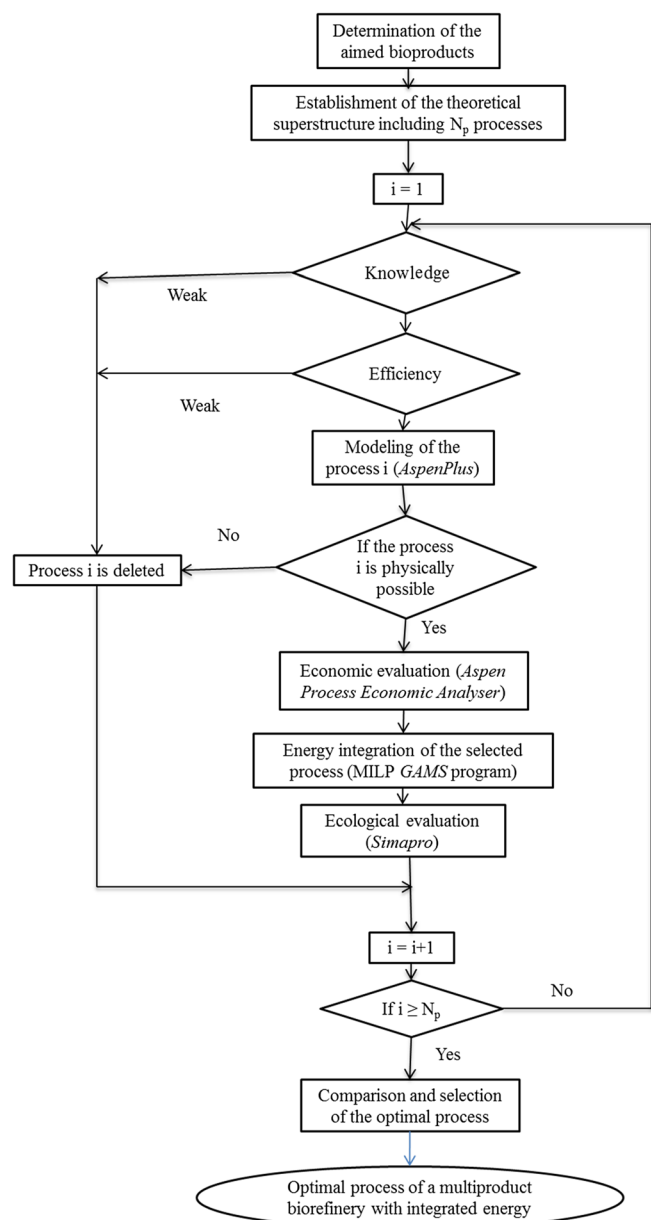 Determination of the
aimed bioproducts
Establishment of the theoretical
superstructure including Np processes
i = 1
Knowledge
Weak
Efficiency
Weak
Modeling of the
process i (AspenPlus)
No
If the process
i is physically
possible
Process i is deleted
Yes
Economic evaluation (Aspen
Process Economic Analyser)
Energy integration of the selected
process (MILP GAMS program)
Ecological evaluation
(Simapro)
i = i+1
If i ≥ Np
No
Yes
Comparison and selection
of the optimal process
Optimal process of a multiproduct
biorefinery with integrated energy